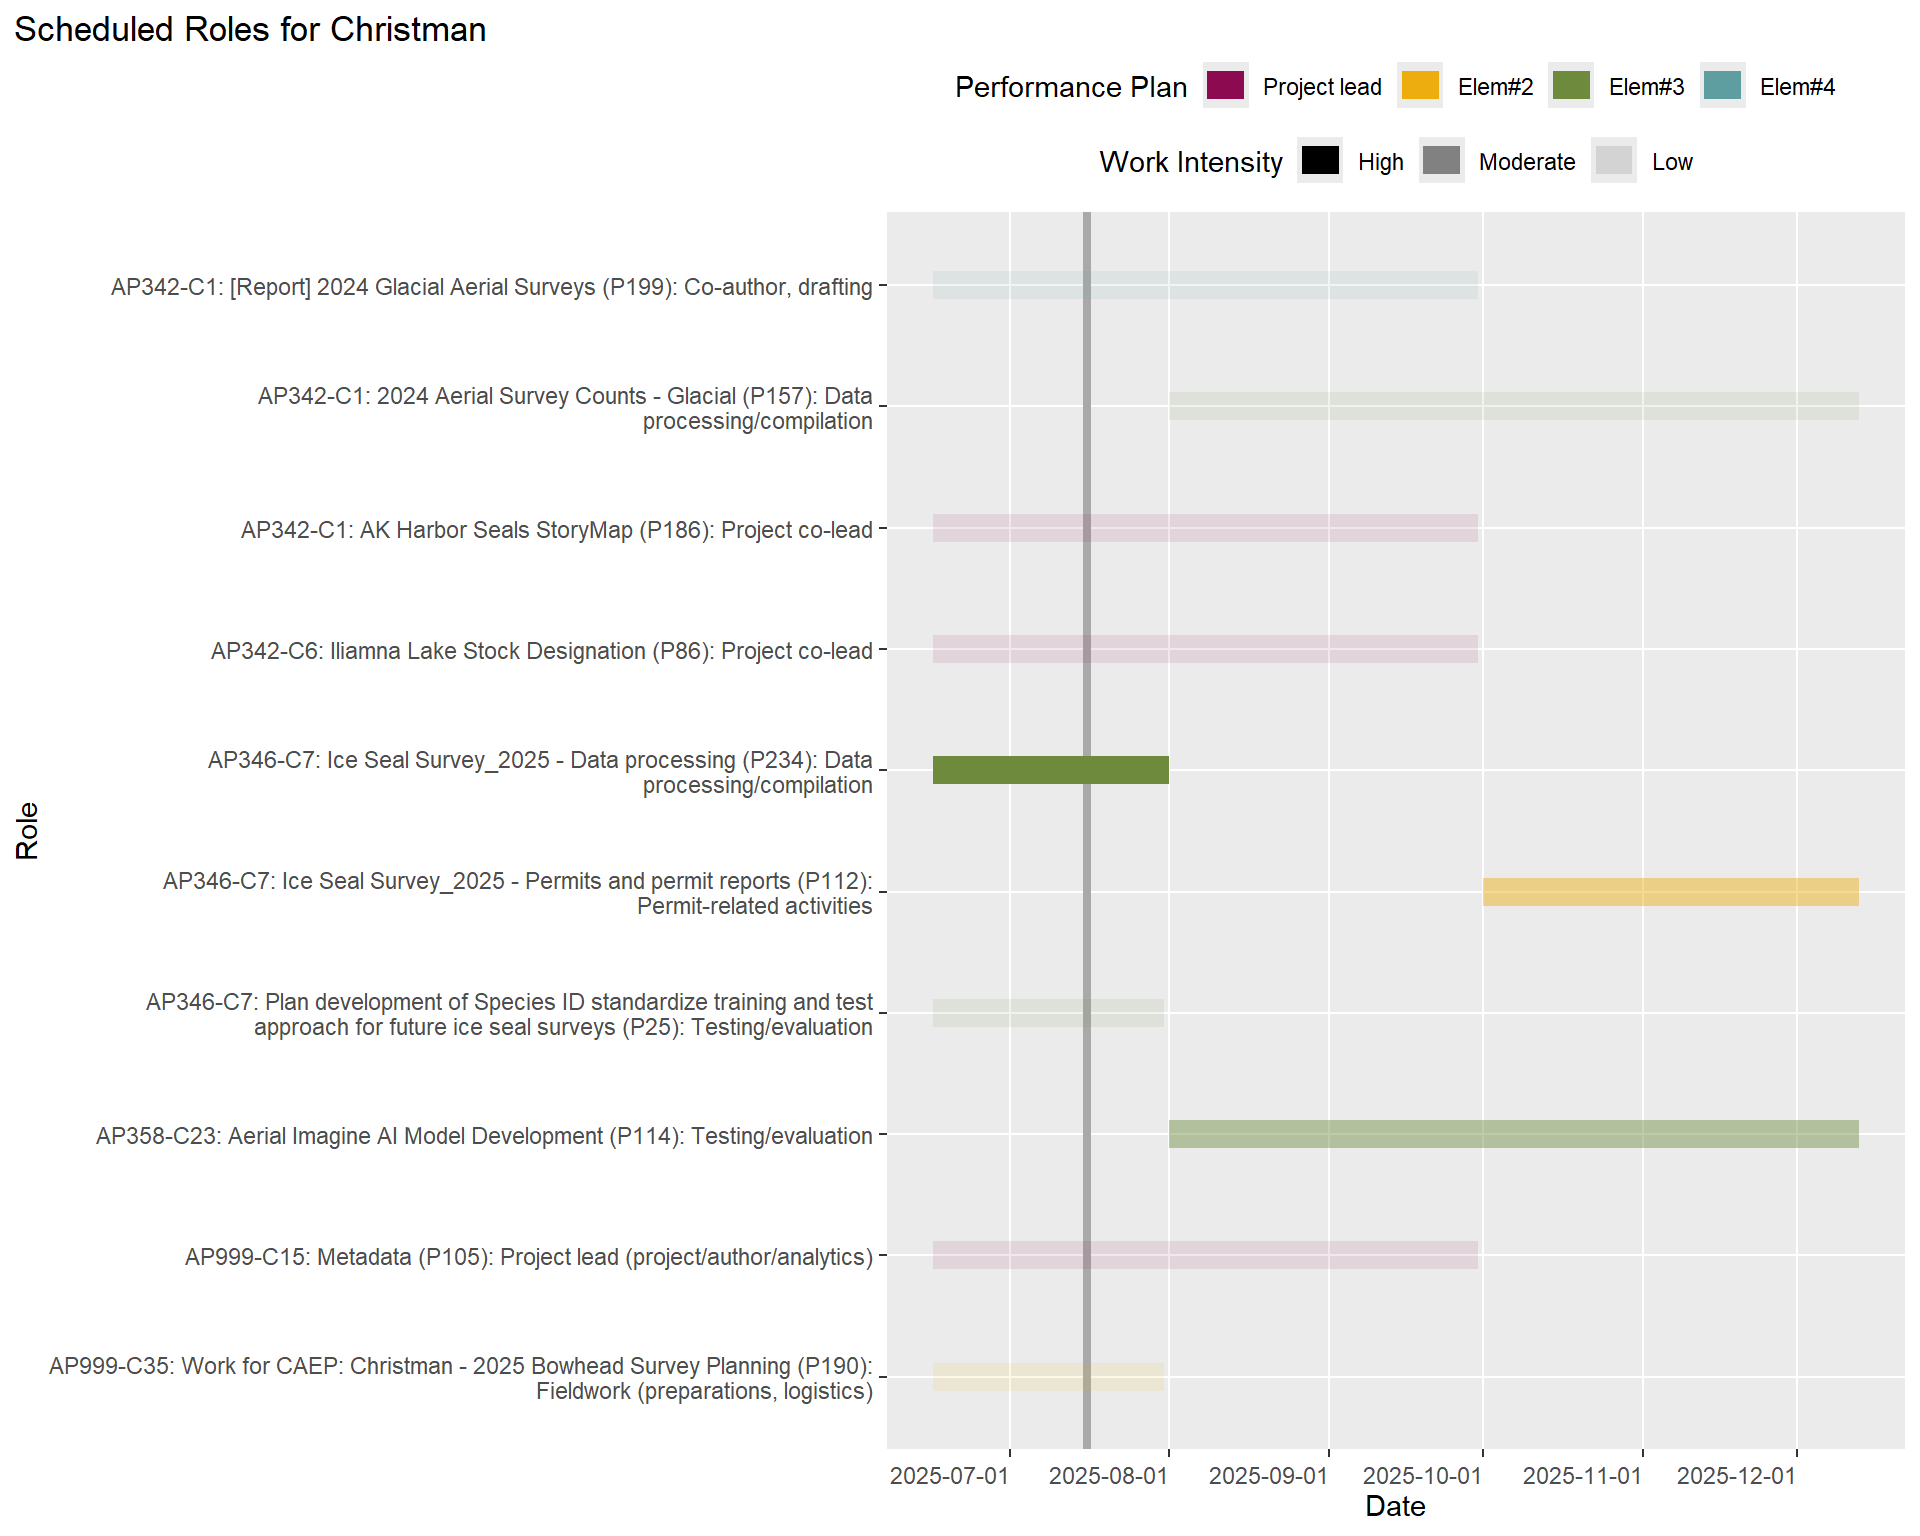 Scheduled Roles for Christman
Performance Plan Project lead Elem#2 Elem#3 Elem#4
Work Intensity High Moderate Low
AP342-C1: [Report] 2024 Glacial Aerial Surveys (P199): Co-author, drafting
AP342-C1: 2024 Aerial Survey Counts - Glacial (P157): Data
processing/compilation
AP342-C1: AK Harbor Seals StoryMap (P186): Project co-lead
AP342-C6: Iliamna Lake Stock Designation (P86): Project co-lead
AP346-C7: Ice Seal Survey_2025 - Data processing (P234): Data
processing/compilation
AP346-C7: Ice Seal Survey_2025 - Permits and permit reports (P112):
Permit-related activities
AP346-C7: Plan development of Species ID standardize training and test
approach for future ice seal surveys (P25): Testing/evaluation
AP358-C23: Aerial Imagine AI Model Development (P114): Testing/evaluation
AP999-C15: Metadata (P105): Project lead (project/author/analytics)
AP999-C35: Work for CAEP: Christman - 2025 Bowhead Survey Planning (P190):
Fieldwork (preparations, logistics)
Role
2025-07-01 2025-08-01 2025-09-01 2025-10-01 2025-11-01 2025-12-01
Date